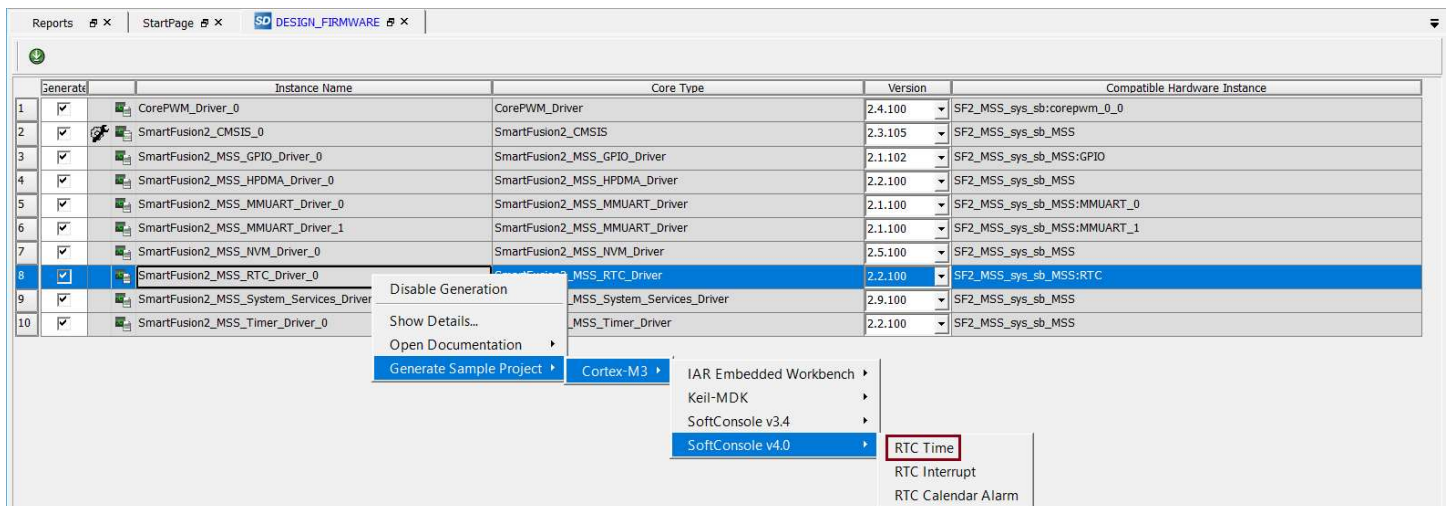 Reports StartPage SD DESIGN_FIRMWARE
Generate Instance Name Core Type Version Compatible Hardware Instance
1 CorePWM_Driver_0 CorePWM_Driver 2.4.100 SF2_MSS_sys_sb:corepwm_0_0
2 SmartFusion2_CMSIS_0 SmartFusion2_CMSIS 2.3.105 SF2_MSS_sys_sb_MSS
3 SmartFusion2_MSS_GPIO_Driver_0 SmartFusion2_MSS_GPIO_Driver 2.1.102 SF2_MSS_sys_sb_MSS:GPIO
4 SmartFusion2_MSS_HPDMA_Driver_0 SmartFusion2_MSS_HPDMA_Driver 2.2.100 SF2_MSS_sys_sb_MSS
5 SmartFusion2_MSS_MMUART_Driver_0 SmartFusion2_MSS_MMUART_Driver 2.1.100 SF2_MSS_sys_sb_MSS:MMUART_0
6 SmartFusion2_MSS_MMUART_Driver_1 SmartFusion2_MSS_MMUART_Driver 2.1.100 SF2_MSS_sys_sb_MSS:MMUART_1
7 SmartFusion2_MSS_NVM_Driver_0 SmartFusion2_MSS_NVM_Driver 2.5.100 SF2_MSS_sys_sb_MSS
8 SmartFusion2_MSS_RTC_Driver_0 SmartFusion2_MSS_RTC_Driver 2.2.100 SF2_MSS_sys_sb_MSS:RTC
Disable Generation
9 SmartFusion2_MSS_System_Services_Driver _MSS_System_Services_Driver 2.9.100 SF2_MSS_sys_sb_MSS
10 SmartFusion2_MSS_Timer_Driver_0 Show Details... _MSS_Timer_Driver 2.2.100 SF2_MSS_sys_sb_MSS
Open Documentation
Generate Sample Project Cortex-M3 IAR Embedded Workbench
Keil-MDK
SoftConsole v3.4
SoftConsole v4.0 RTC Time
RTC Interrupt
RTC Calendar Alarm